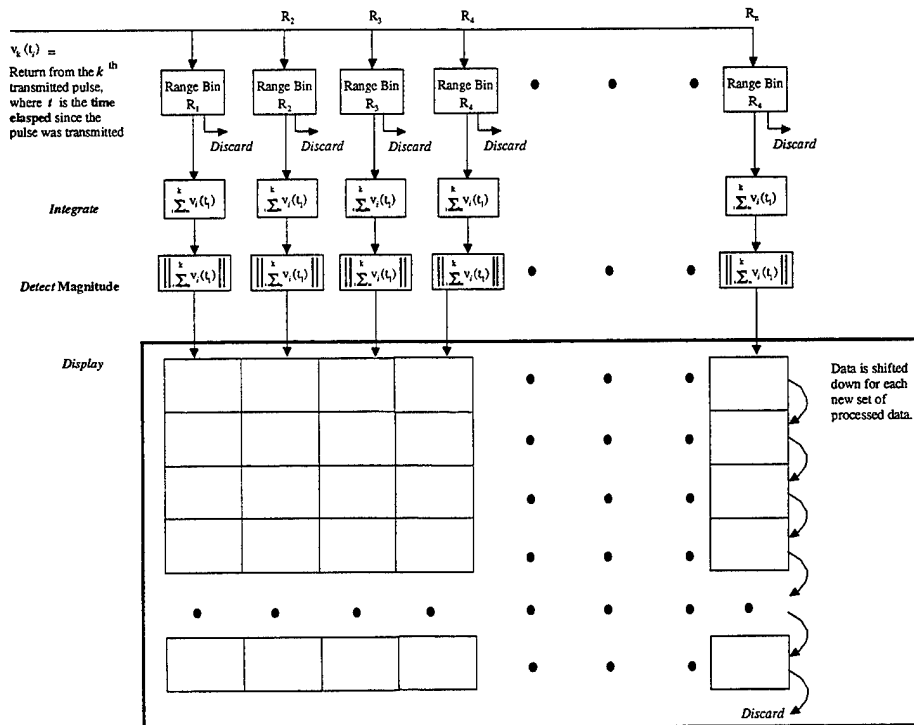 R2 R3 R4 Rn
vk(ti) =
Return from the k th
transmitted pulse,
where t is the time
elasped since the
pulse was transmitted
Range Bin
R1
Range Bin
R2
Range Bin
R3
Range Bin
R4
Range Bin
R4
Discard
Discard
Discard
Discard
Discard
Integrate
Detect Magnitude
Display
Data is shifted
down for each
new set of
processed data.
Discard